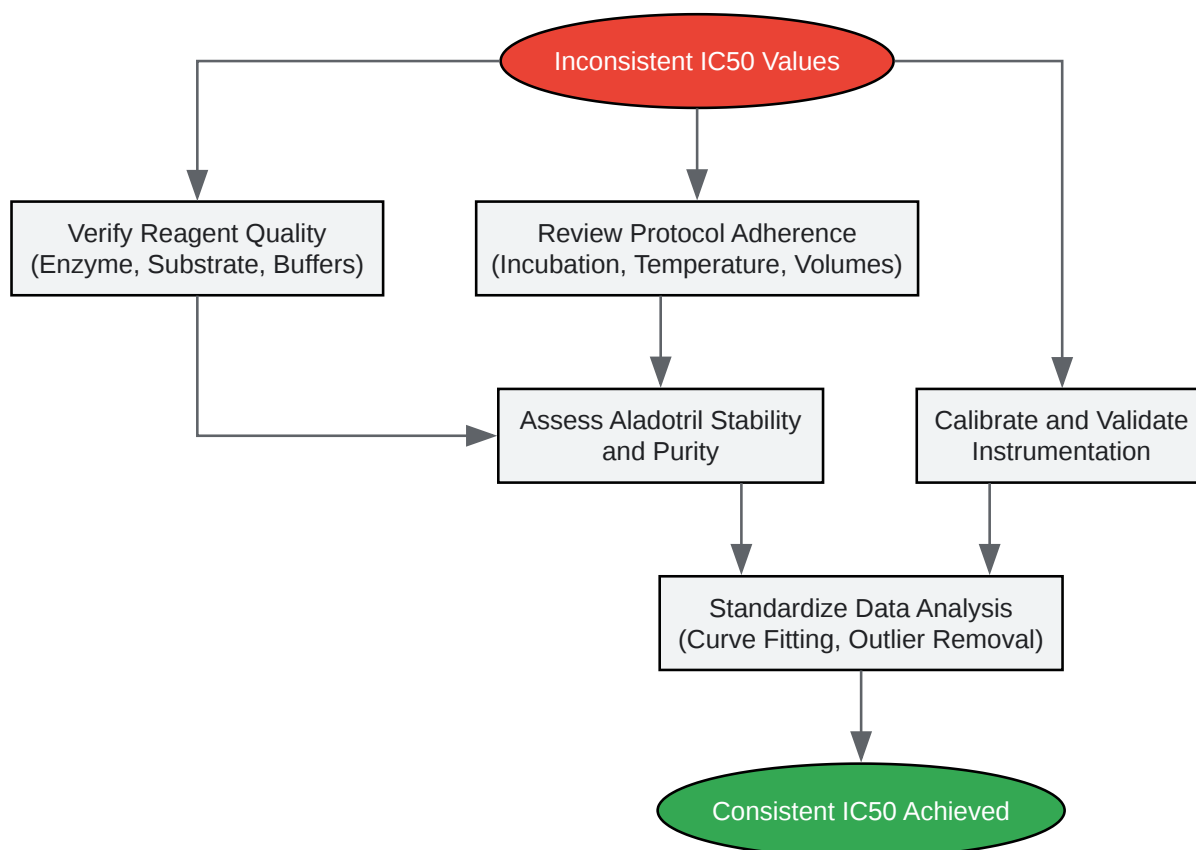 Inconsistent IC50 Values
Verify Reagent Quality
(Enzyme, Substrate, Buffers)
Review Protocol Adherence
(Incubation, Temperature, Volumes)
Assess Aladotril Stability
and Purity
Calibrate and Validate
Instrumentation
Standardize Data Analysis
(Curve Fitting, Outlier Removal)
Consistent IC50 Achieved